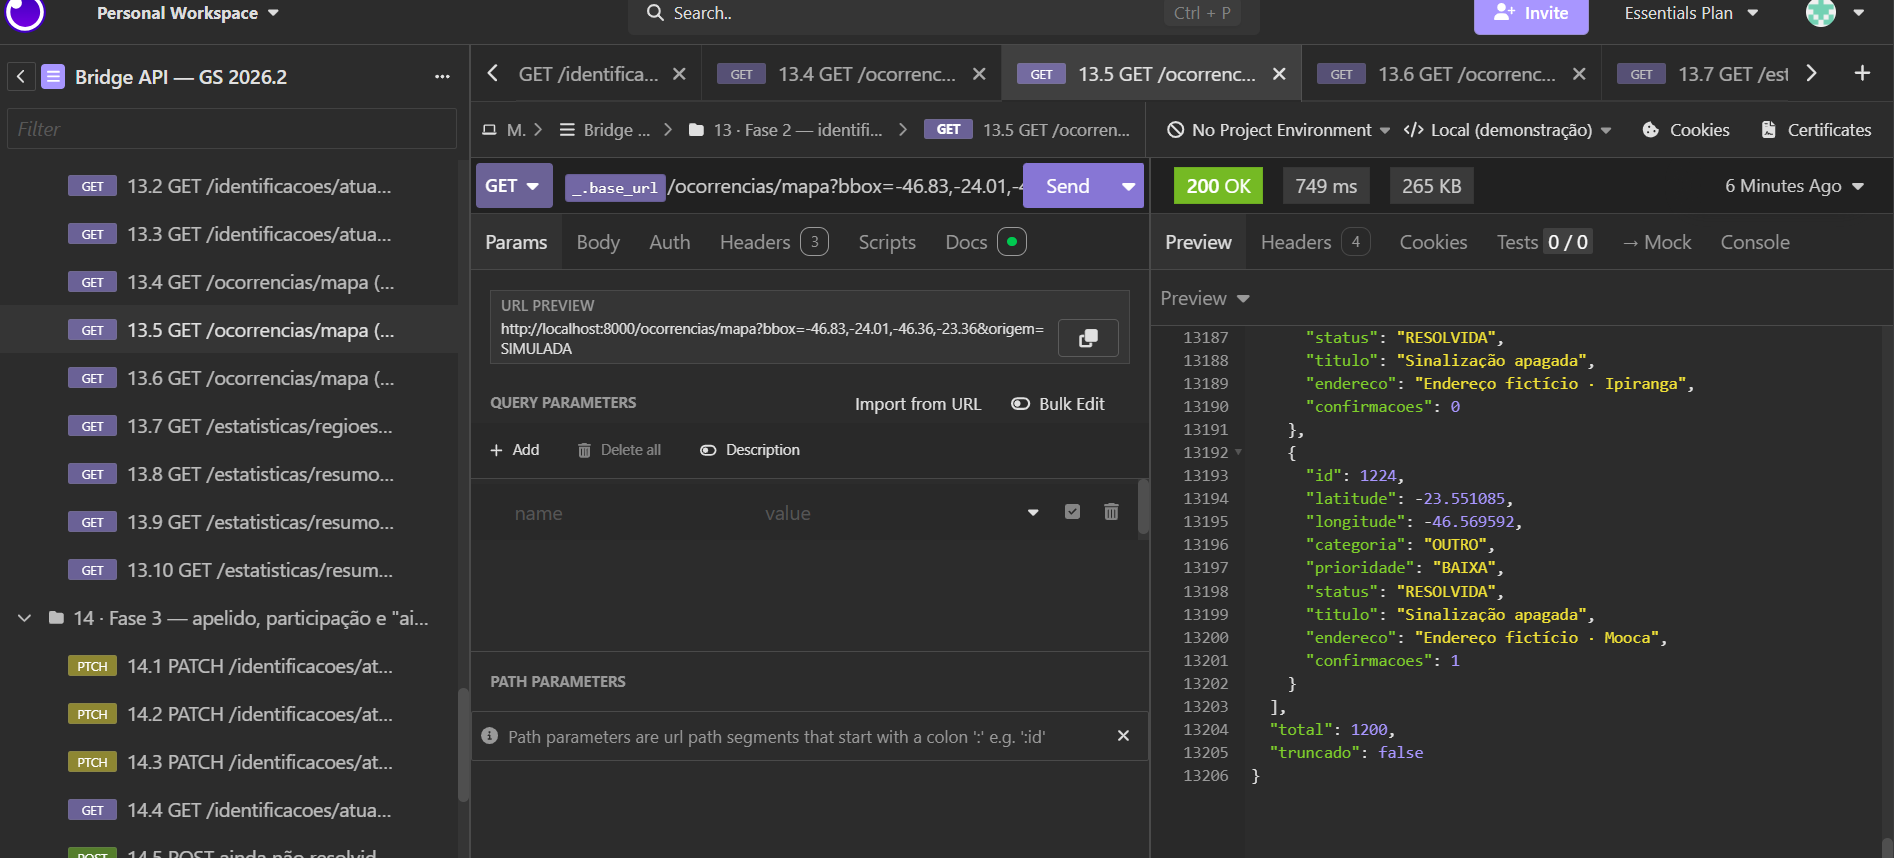 Personal Workspace
Search..
Ctrl + P
Invite
Essentials Plan
Bridge API — GS 2026.2
GET /identifica...
GET 13.4 GET /ocorrenc...
GET 13.5 GET /ocorrenc...
GET 13.6 GET /ocorrenc...
GET 13.7 GET /est
Filter
M.
Bridge ...
13 · Fase 2 — identifi...
GET 13.5 GET /ocorren...
No Project Environment
Local (demonstração)
Cookies
Certificates
GET 13.2 GET /identificacoes/atua...
GET 13.3 GET /identificacoes/atua...
GET 13.4 GET /ocorrencias/mapa (...
GET 13.5 GET /ocorrencias/mapa (...
GET 13.6 GET /ocorrencias/mapa (...
GET 13.7 GET /estatisticas/regioes...
GET 13.8 GET /estatisticas/resumo...
GET 13.9 GET /estatisticas/resumo...
GET 13.10 GET /estatisticas/resum...
14 · Fase 3 — apelido, participação e "ai...
PTCH 14.1 PATCH /identificacoes/at...
PTCH 14.2 PATCH /identificacoes/at...
PTCH 14.3 PATCH /identificacoes/at...
GET 14.4 GET /identificacoes/atua...
POST 14.5 POST ainda não resolvid
GET
_.base_url /ocorrencias/mapa?bbox=-46.83,-24.01,-4
Send
Params
Body
Auth
Headers 3
Scripts
Docs
URL PREVIEW
http://localhost:8000/ocorrencias/mapa?bbox=-46.83,-24.01,-46.36,-23.36&origem=
SIMULADA
QUERY PARAMETERS
Import from URL
Bulk Edit
Add
Delete all
Description
name
value
PATH PARAMETERS
Path parameters are url path segments that start with a colon ':' e.g. ':id'
200 OK
749 ms
265 KB
6 Minutes Ago
Preview
Headers 4
Cookies
Tests 0 / 0
→ Mock
Console
Preview
13187 "status": "RESOLVIDA",
13188 "titulo": "Sinalização apagada",
13189 "endereco": "Endereço fictício · Ipiranga",
13190 "confirmacoes": 0
13191 },
13192 {
13193 "id": 1224,
13194 "latitude": -23.551085,
13195 "longitude": -46.569592,
13196 "categoria": "OUTRO",
13197 "prioridade": "BAIXA",
13198 "status": "RESOLVIDA",
13199 "titulo": "Sinalização apagada",
13200 "endereco": "Endereço fictício · Mooca",
13201 "confirmacoes": 1
13202 }
13203 ],
13204 "total": 1200,
13205 "truncado": false
13206 }